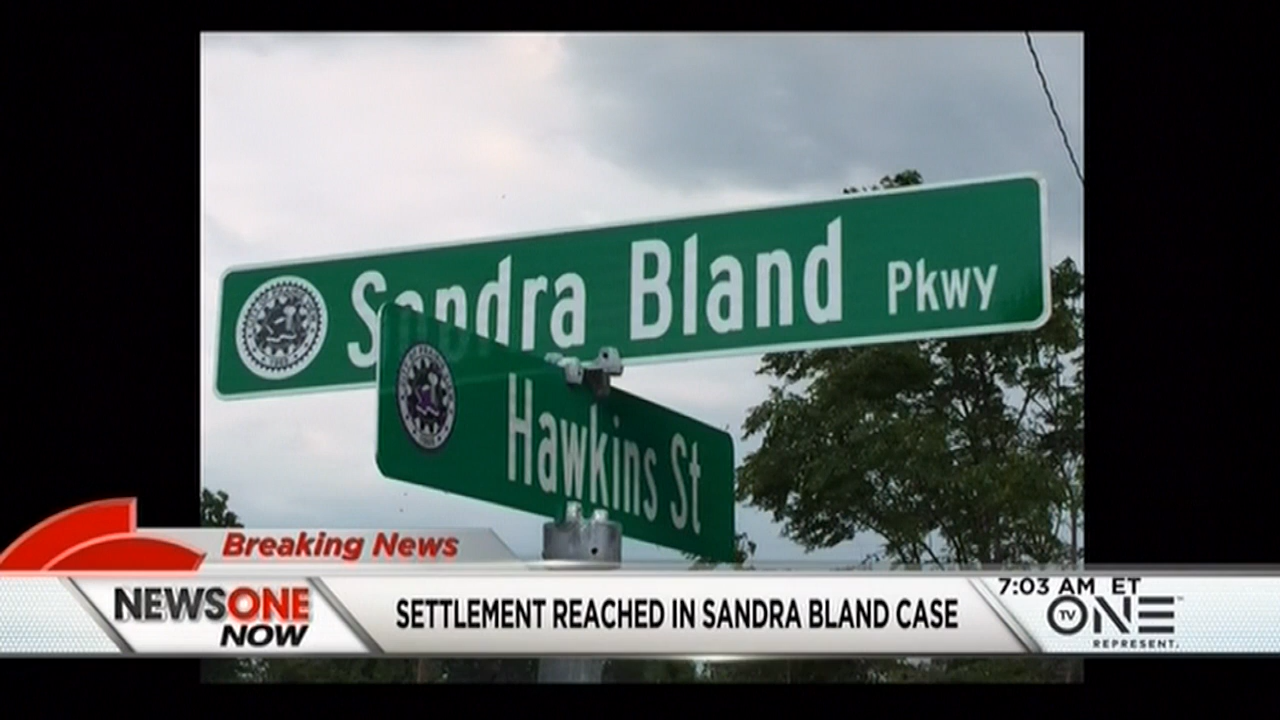 Sandra Bland Pkwy
Hawkins St
Breaking News
7:03 AM ET
NEWSONE
NOW
SETTLEMENT REACHED IN SANDRA BLAND CASE
TV ONE
REPRESENT.